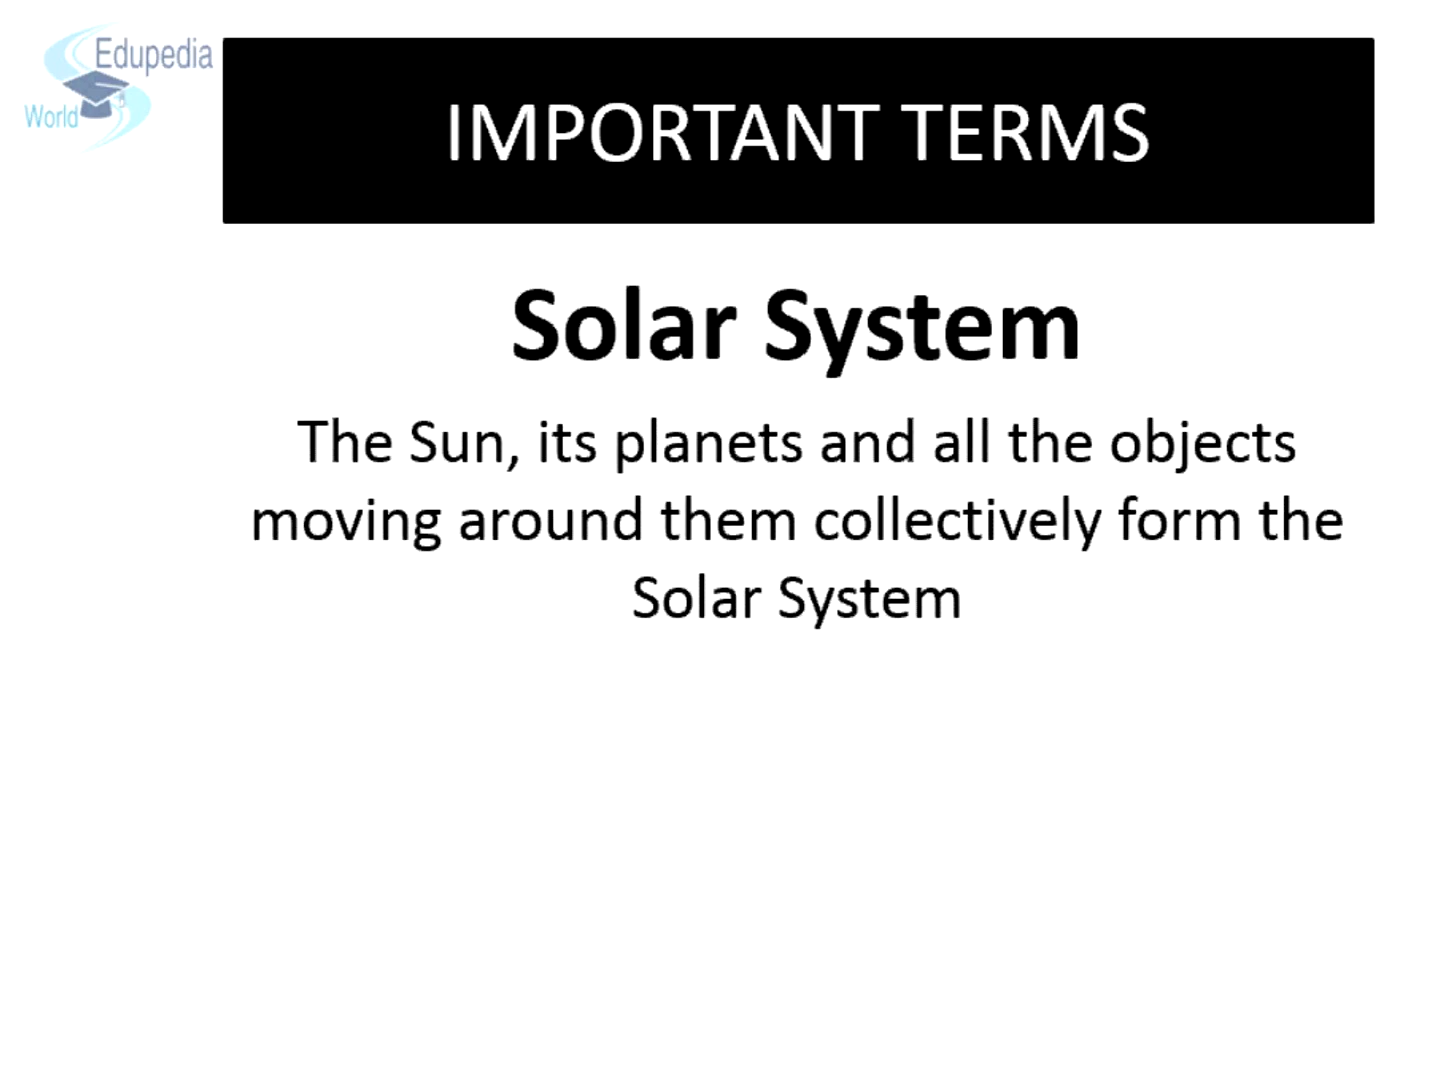 Edupedia
World
IMPORTANT TERMS
Solar System
The Sun, its planets and all the objects
moving around them collectively form the
Solar System